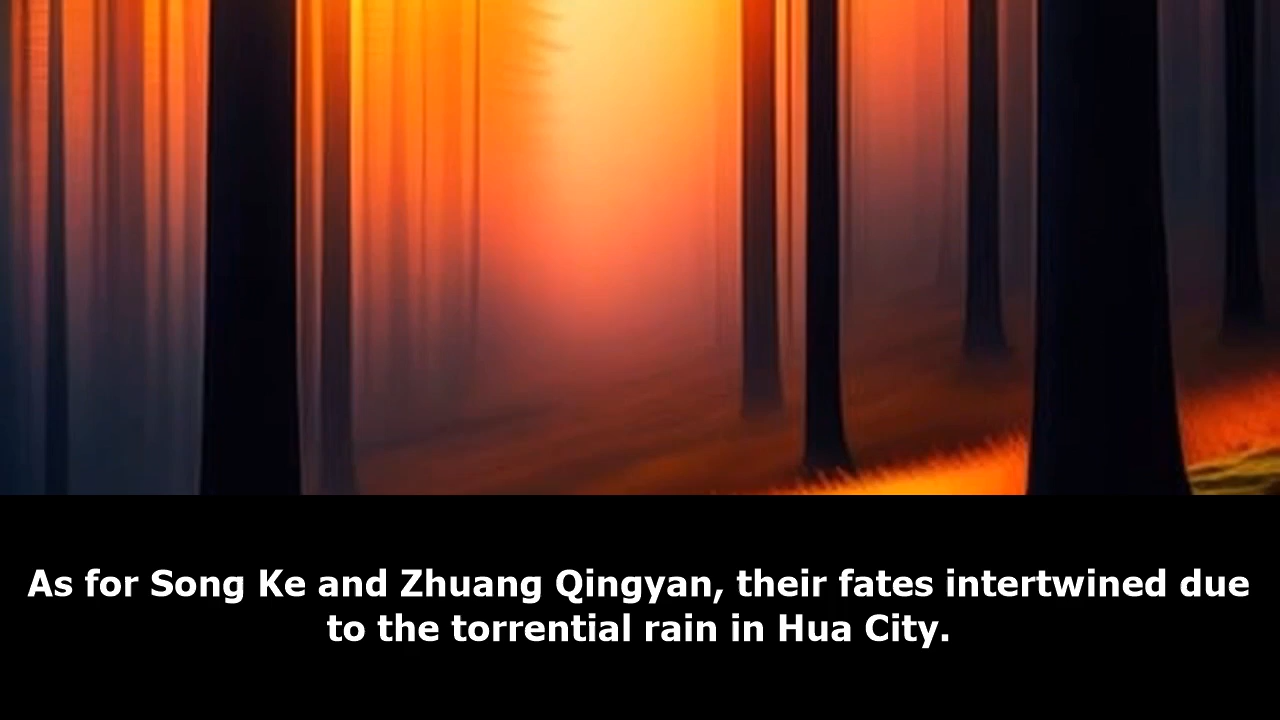 As for Song Ke and Zhuang Qingyan, their fates intertwined due
to the torrential rain in Hua City.